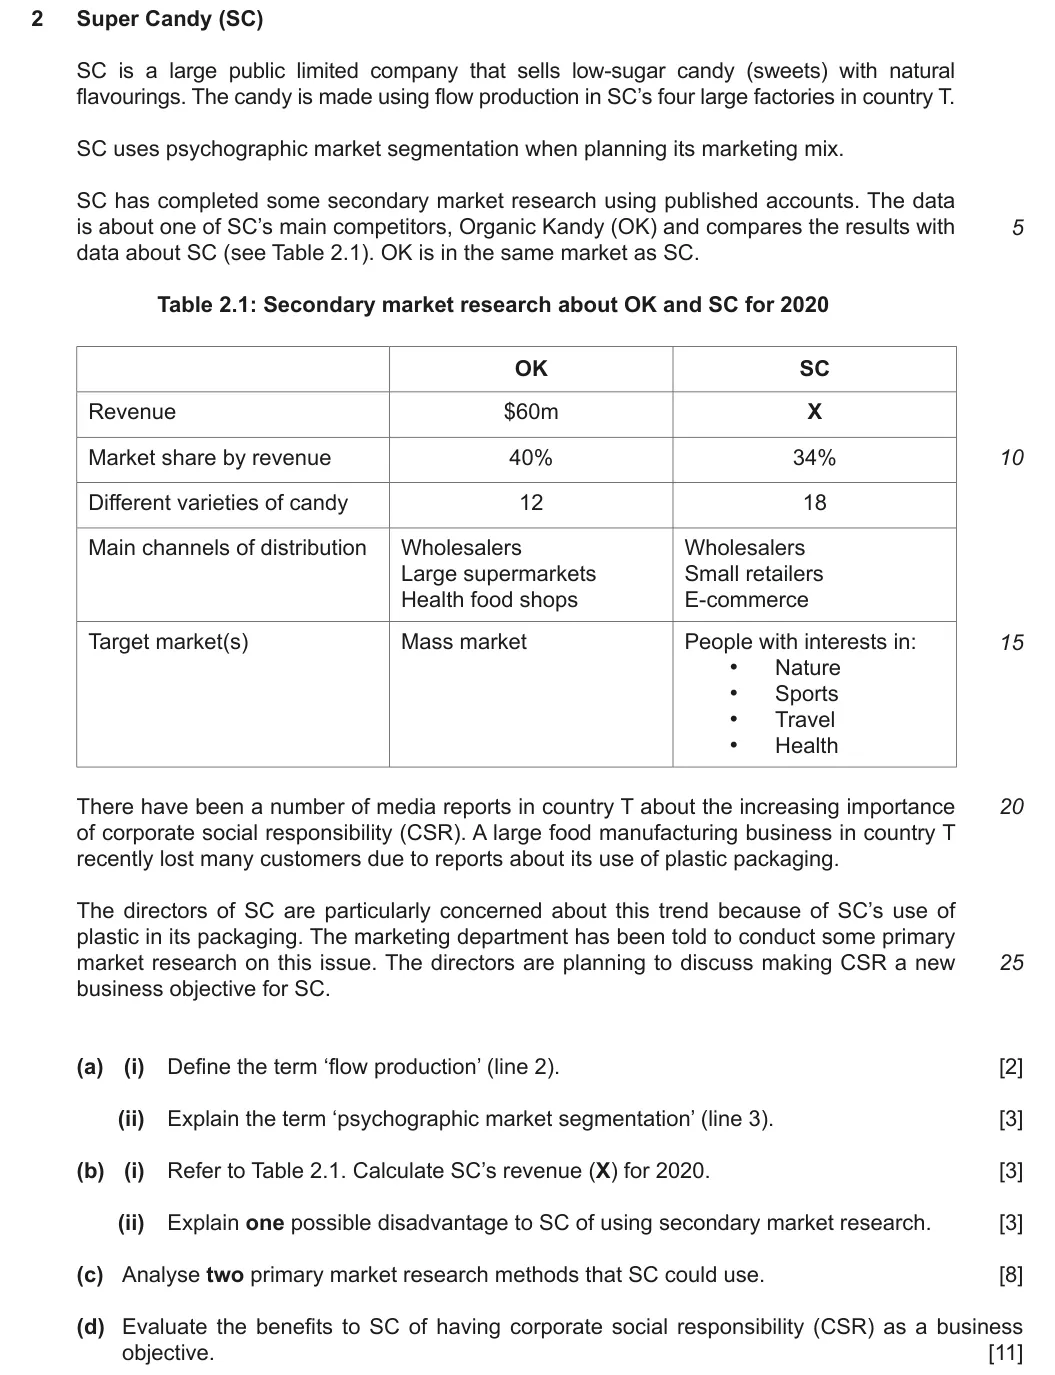 2 Super Candy (SC)
SC is a large public limited company that sells low-sugar candy (sweets) with natural
flavourings. The candy is made using flow production in SC’s four large factories in country T.
SC uses psychographic market segmentation when planning its marketing mix.
SC has completed some secondary market research using published accounts. The data
is about one of SC’s main competitors, Organic Kandy (OK) and compares the results with 5
data about SC (see Table 2.1). OK is in the same market as SC.
Table 2.1: Secondary market research about OK and SC for 2020
OK SC
Revenue $60m X
Market share by revenue 40% 34% 10
Different varieties of candy 12 18
Main channels of distribution Wholesalers Wholesalers
Large supermarkets Small retailers
Health food shops E-commerce
Target market(s) Mass market People with interests in: 15
• Nature
• Sports
• Travel
• Health
There have been a number of media reports in country T about the increasing importance 20
of corporate social responsibility (CSR). A large food manufacturing business in country T
recently lost many customers due to reports about its use of plastic packaging.
The directors of SC are particularly concerned about this trend because of SC’s use of
plastic in its packaging. The marketing department has been told to conduct some primary
market research on this issue. The directors are planning to discuss making CSR a new 25
business objective for SC.
(a) (i) Define the term ‘flow production’ (line 2). [2]
(ii) Explain the term ‘psychographic market segmentation’ (line 3). [3]
(b) (i) Refer to Table 2.1. Calculate SC’s revenue (X) for 2020. [3]
(ii) Explain one possible disadvantage to SC of using secondary market research. [3]
(c) Analyse two primary market research methods that SC could use. [8]
(d) Evaluate the benefits to SC of having corporate social responsibility (CSR) as a business
objective. [11]